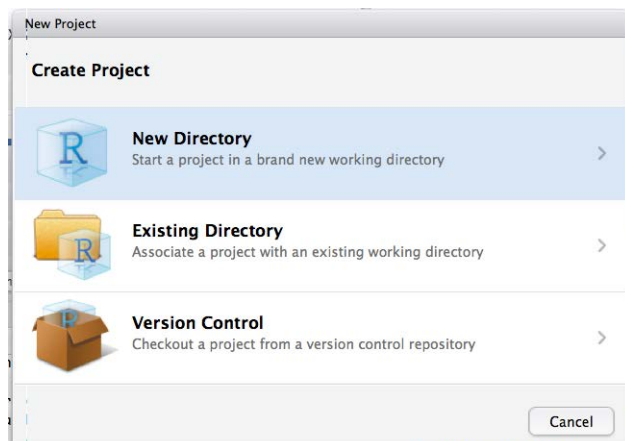 New Project
Create Project
New Directory
Start a project in a brand new working directory
Existing Directory
Associate a project with an existing working directory
Version Control
Checkout a project from a version control repository
Cancel